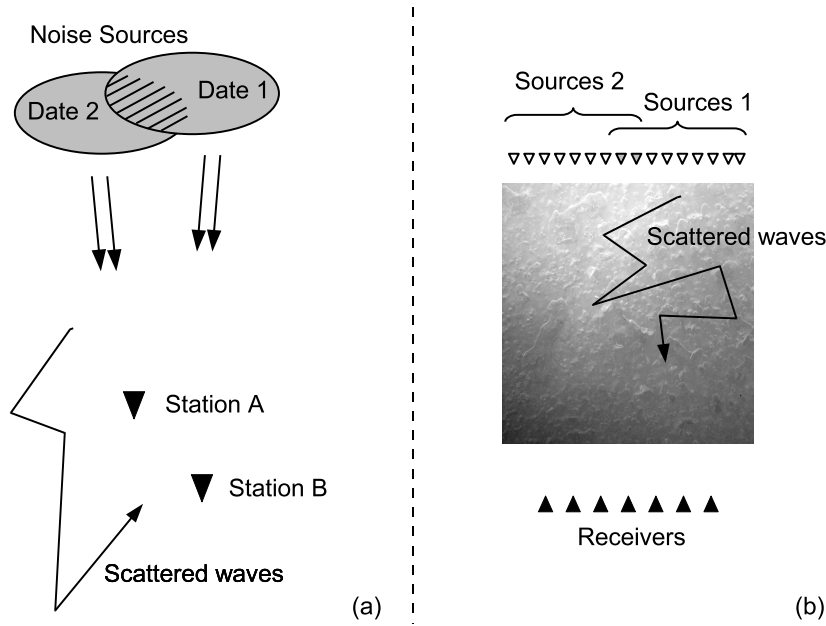 Noise Sources
Date 2
Date 1
Station A
Station B
Scattered waves
(a)
Sources 2
Sources 1
Scattered waves
Receivers
(b)